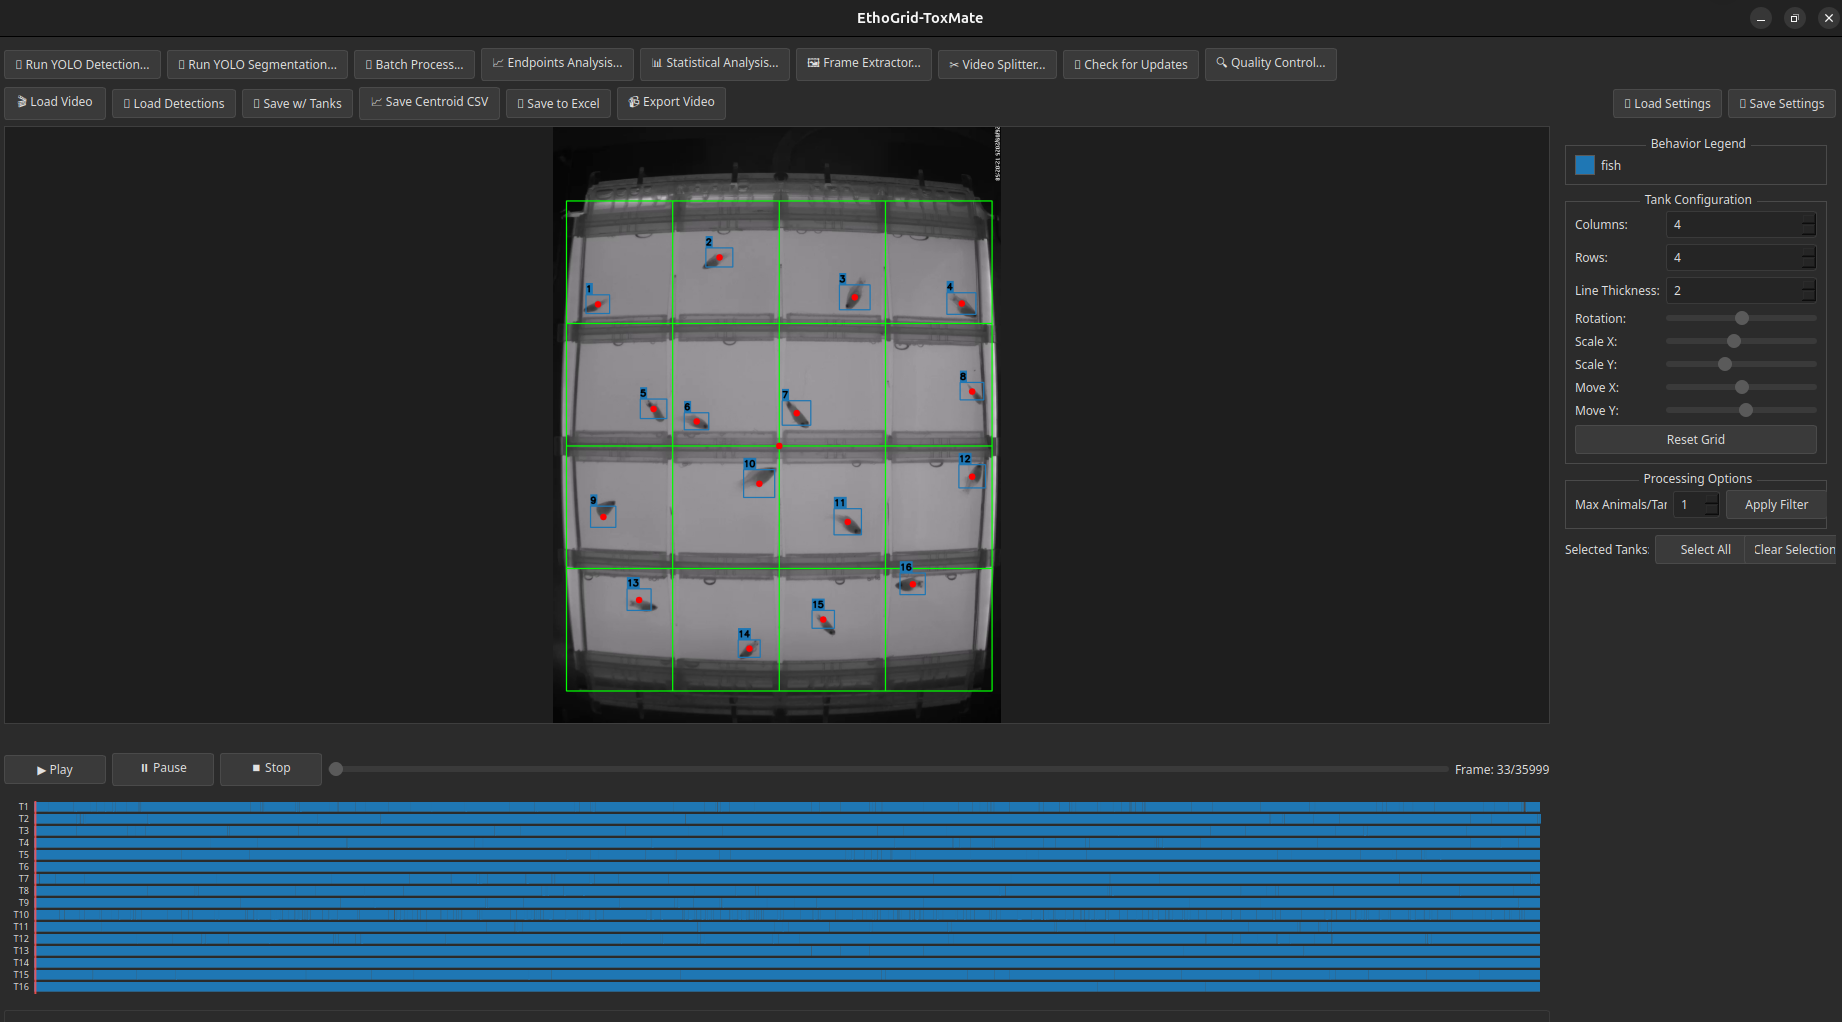 EthoGrid-ToxMate
Run YOLO Detection... Run YOLO Segmentation... Batch Process... Endpoints Analysis... Statistical Analysis... Frame Extractor... Video Splitter... Check for Updates Quality Control...
Load Video Load Detections Save w/ Tanks Save Centroid CSV Save to Excel Export Video Load Settings Save Settings
Behavior Legend
fish
Tank Configuration
Columns: 4
Rows: 4
Line Thickness: 2
Rotation:
Scale X:
Scale Y:
Move X:
Move Y:
Reset Grid
Processing Options
Max Animals/Tar 1 Apply Filter
Selected Tanks: Select All Clear Selection
1
2
3
4
5
6
7
8
9
10
11
12
13
14
15
16
Play Pause Stop Frame: 33/35999
T1
T2
T3
T4
T5
T6
T7
T8
T9
T10
T11
T12
T13
T14
T15
T16